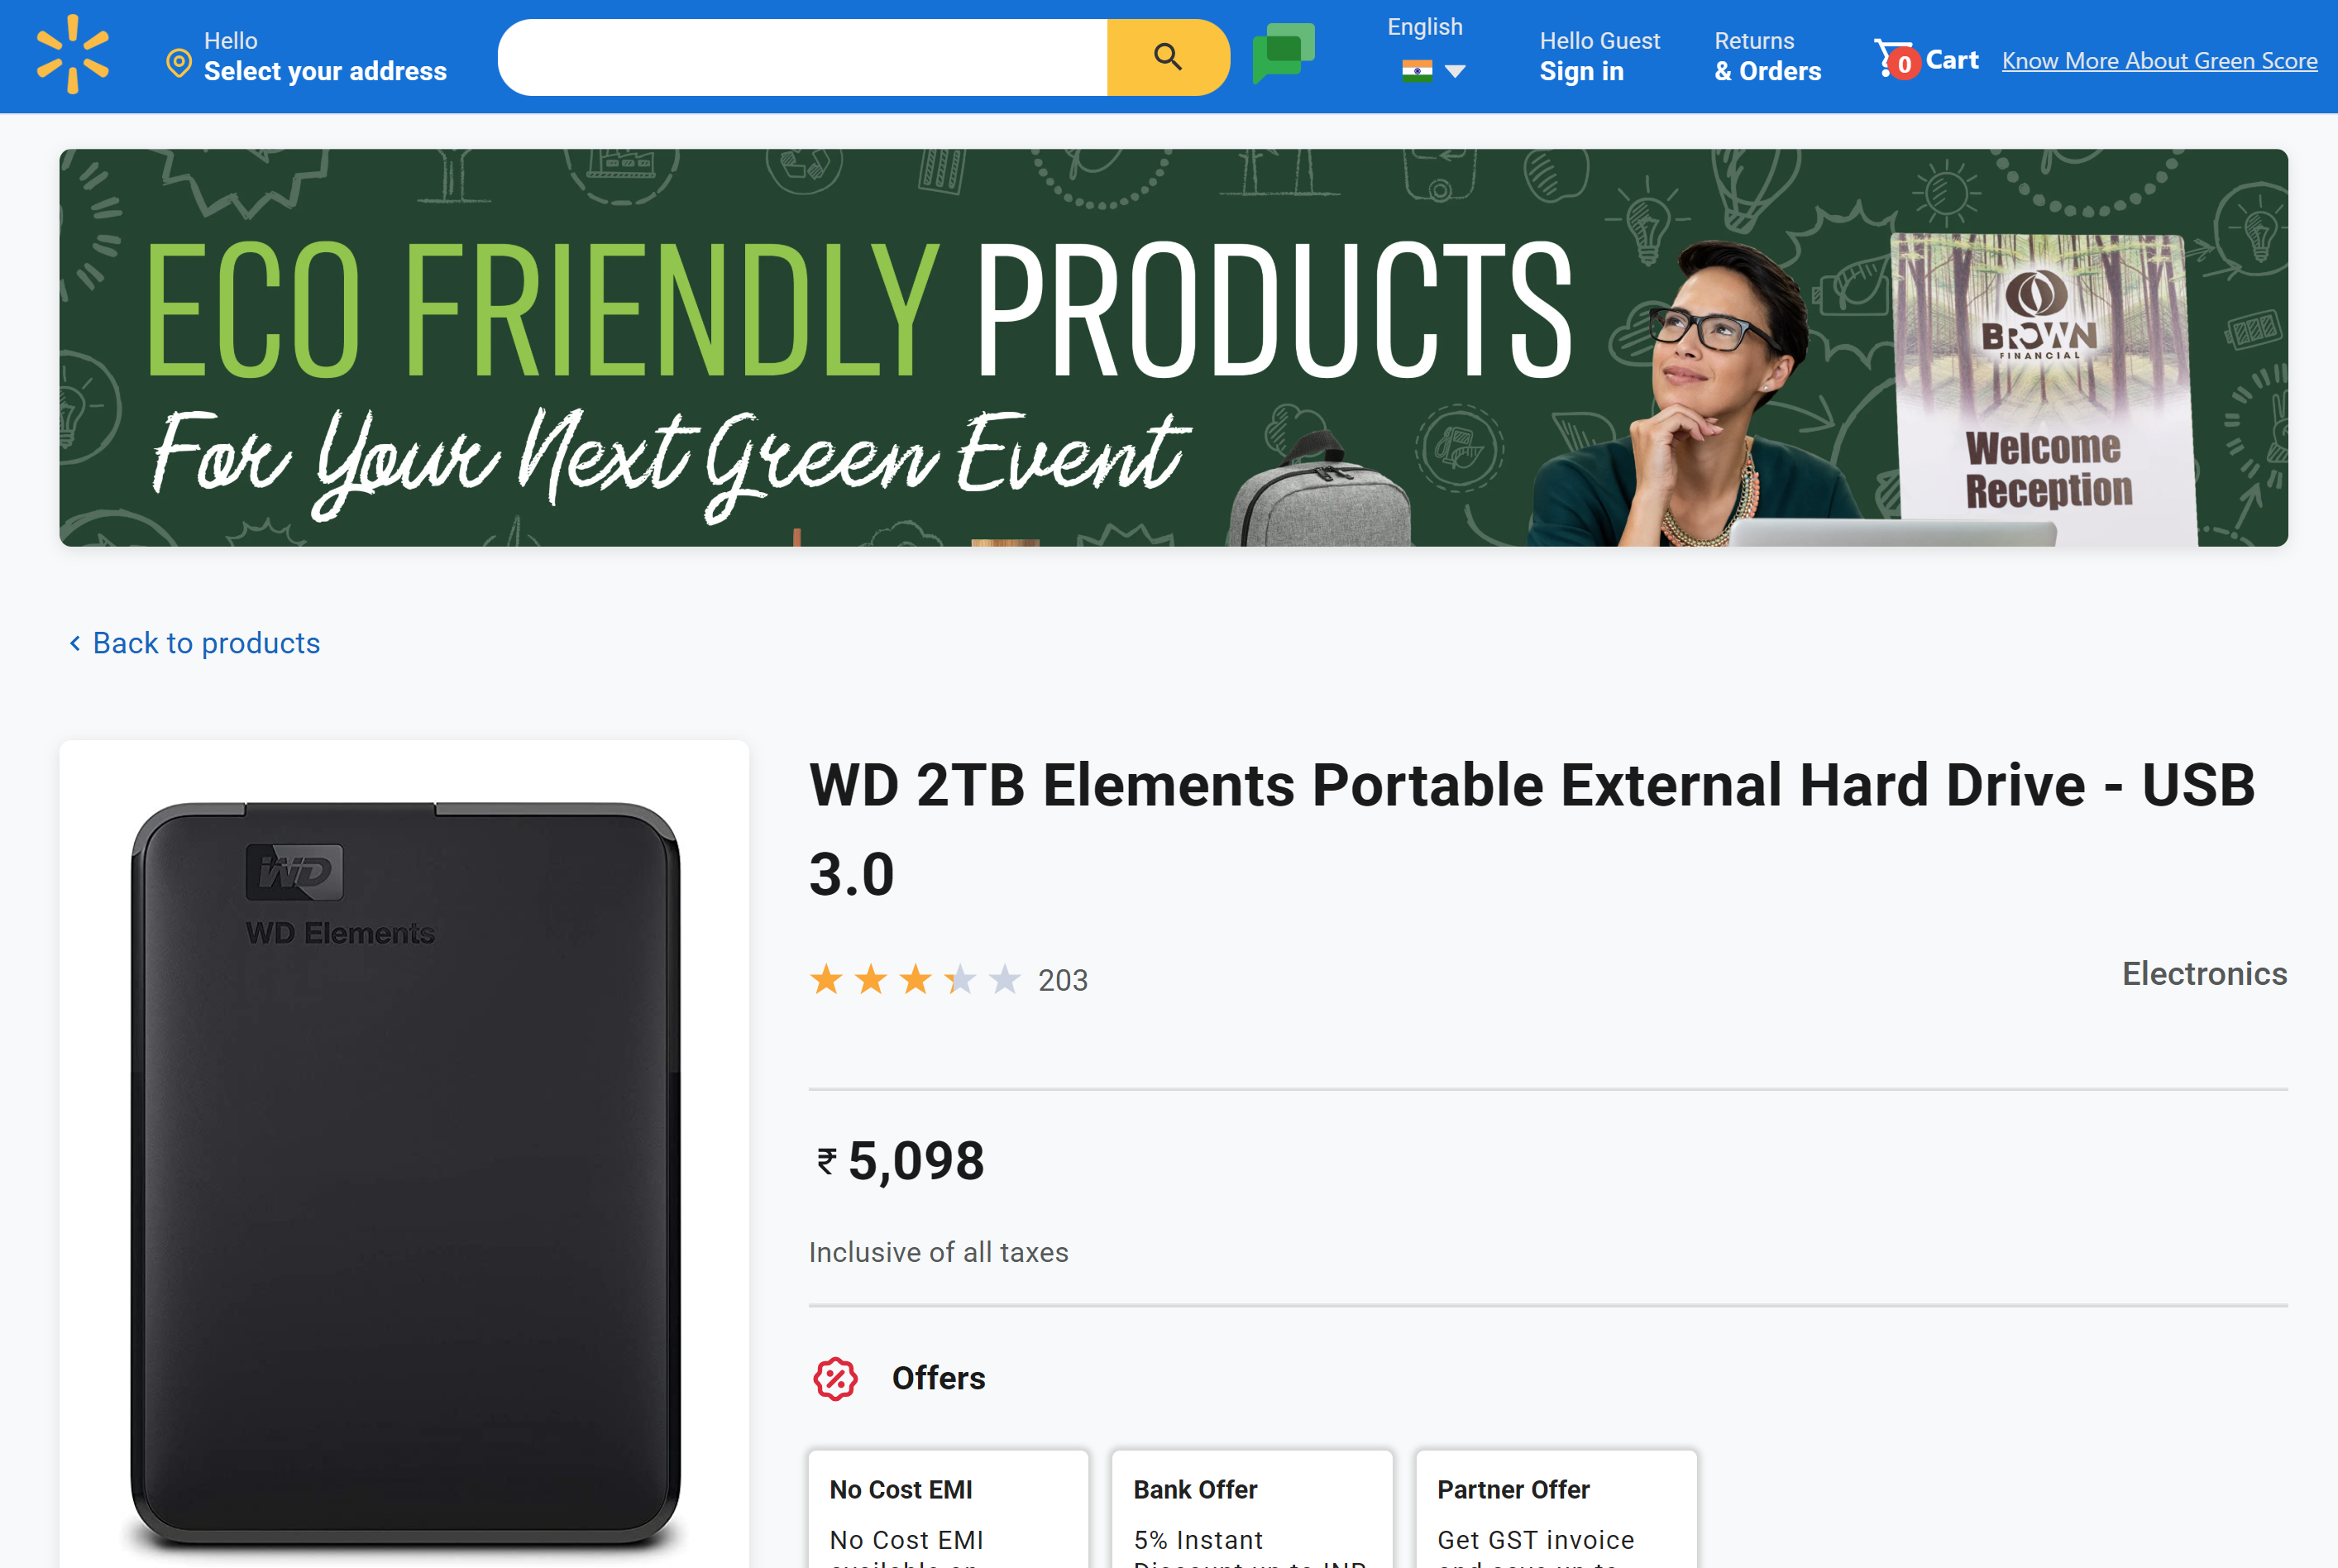 Hello
Select your address
English
Hello Guest
Sign in
Returns
& Orders
0
Cart
Know More About Green Score
ECO FRIENDLY PRODUCTS
For Your Next Green Event
BROWN
FINANCIAL
Welcome
Reception
Back to products
WD
WD Elements
WD 2TB Elements Portable External Hard Drive - USB
3.0
203
Electronics
₹ 5,098
Inclusive of all taxes
Offers
No Cost EMI
No Cost EMI
Bank Offer
5% Instant
Partner Offer
Get GST invoice